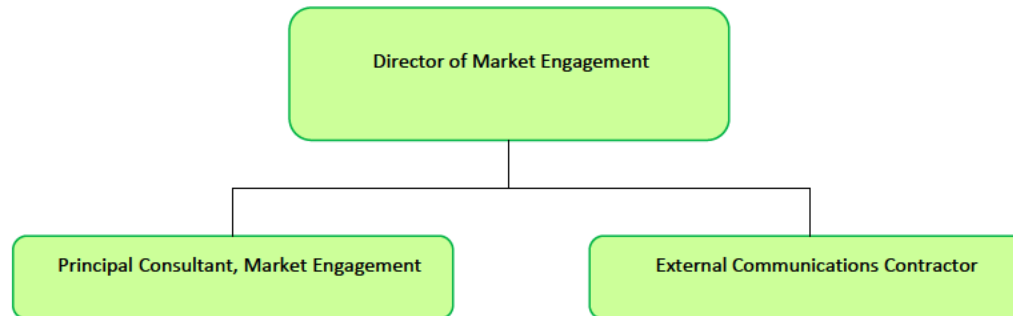 Director of Market Engagement
Principal Consultant, Market Engagement
External Communications Contractor